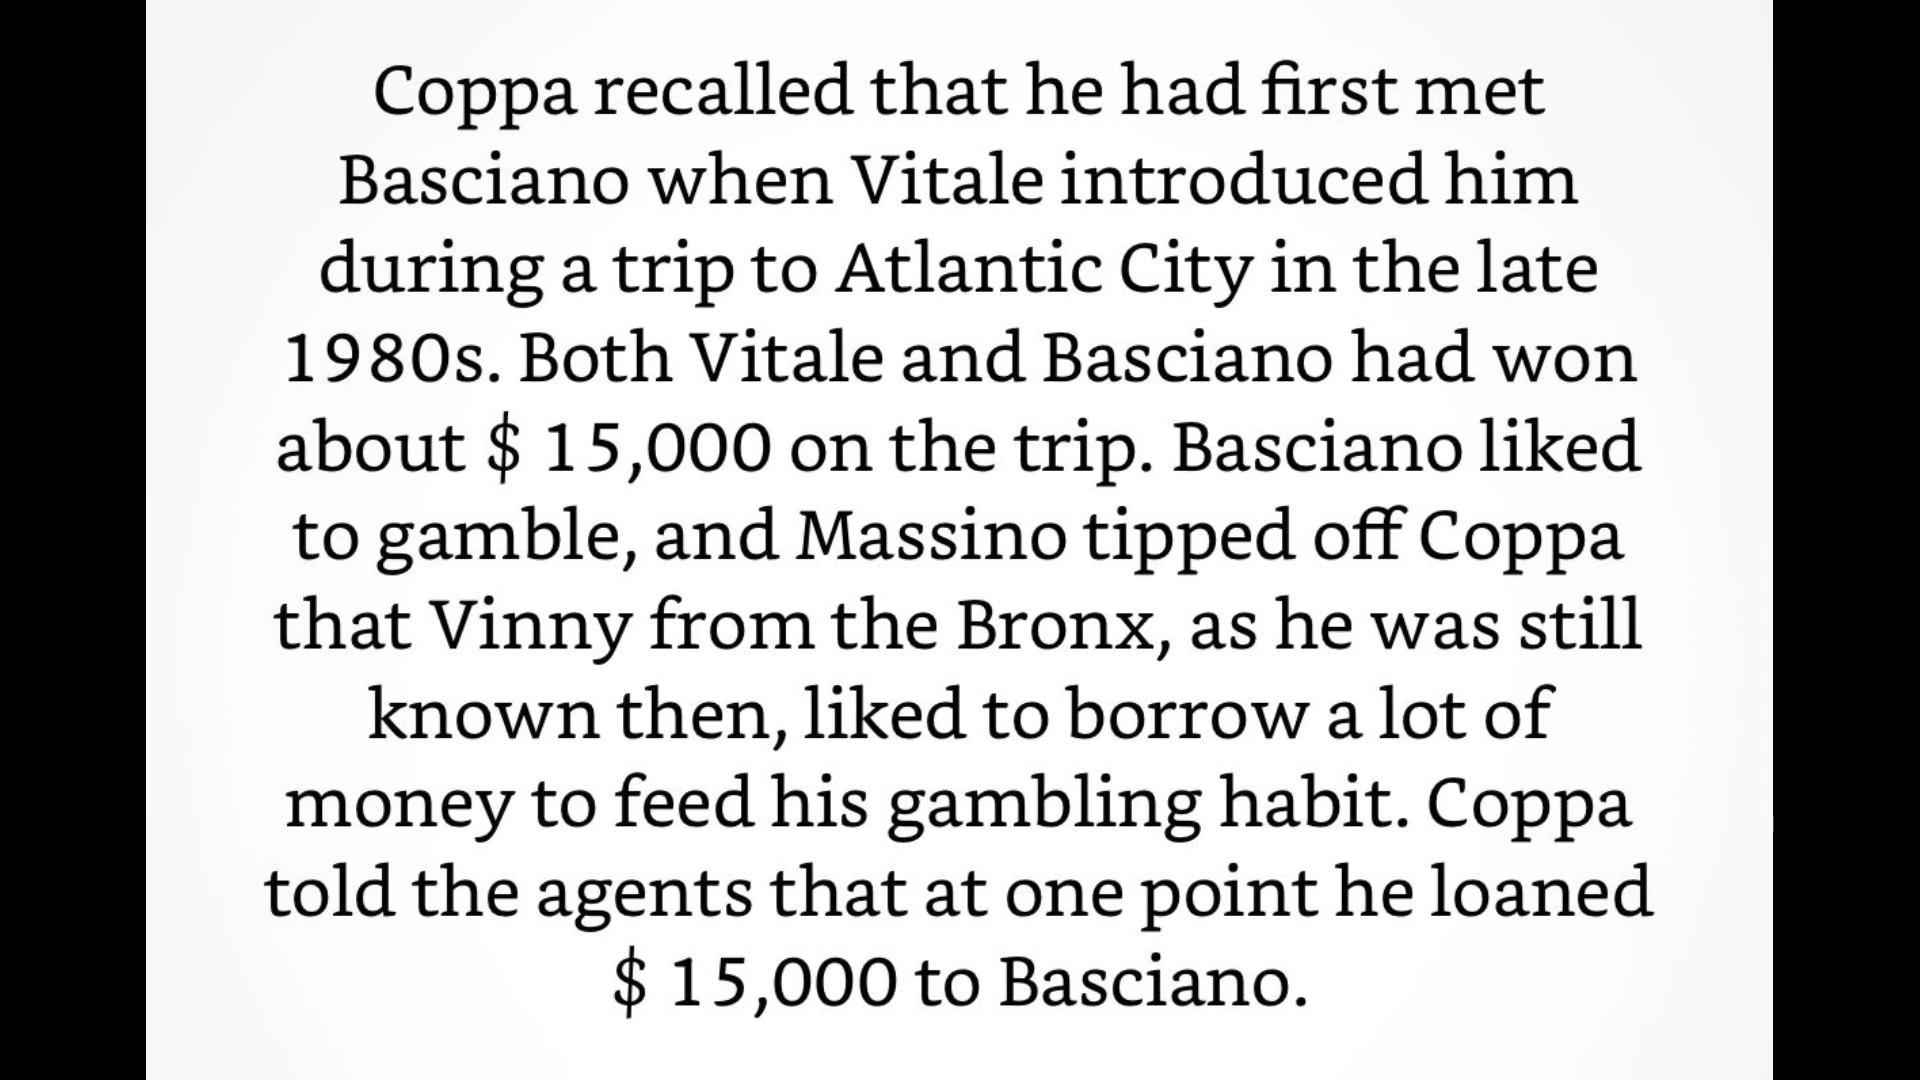 Coppa recalled that he had first met
Basciano when Vitale introduced him
during a trip to Atlantic City in the late
1980s. Both Vitale and Basciano had won
about $ 15,000 on the trip. Basciano liked
to gamble, and Massino tipped off Coppa
that Vinny from the Bronx, as he was still
known then, liked to borrow a lot of
money to feed his gambling habit. Coppa
told the agents that at one point he loaned
$ 15,000 to Basciano.